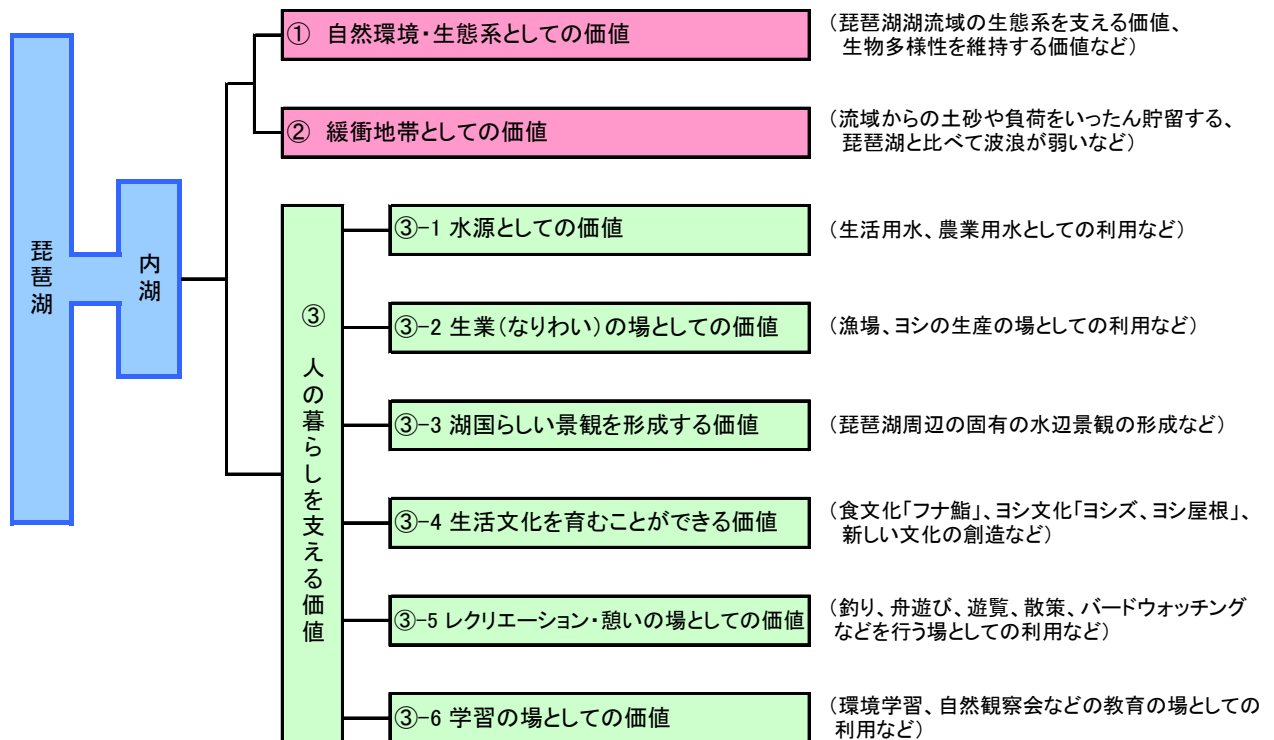 琵琶湖
内湖
① 自然環境・生態系としての価値
（琵琶湖湖流域の生態系を支える価値、
生物多様性を維持する価値など）
② 緩衝地帯としての価値
（流域からの土砂や負荷をいったん貯留する、
琵琶湖と比べて波浪が弱いなど）
③ 人の暮らしを支える価値
③-1 水源としての価値
（生活用水、農業用水としての利用など）
③-2 生業（なりわい）の場としての価値
（漁場、ヨシの生産の場としての利用など）
③-3 湖国らしい景観を形成する価値
（琵琶湖周辺の固有の水辺景観の形成など）
③-4 生活文化を育むことができる価値
（食文化「フナ鮨」、ヨシ文化「ヨシズ、ヨシ屋根」、
新しい文化の創造など）
③-5 レクリエーション・憩いの場としての価値
（釣り、舟遊び、遊覧、散策、バードウォッチング
などを行う場としての利用など）
③-6 学習の場としての価値
（環境学習、自然観察会などの教育の場としての
利用など）